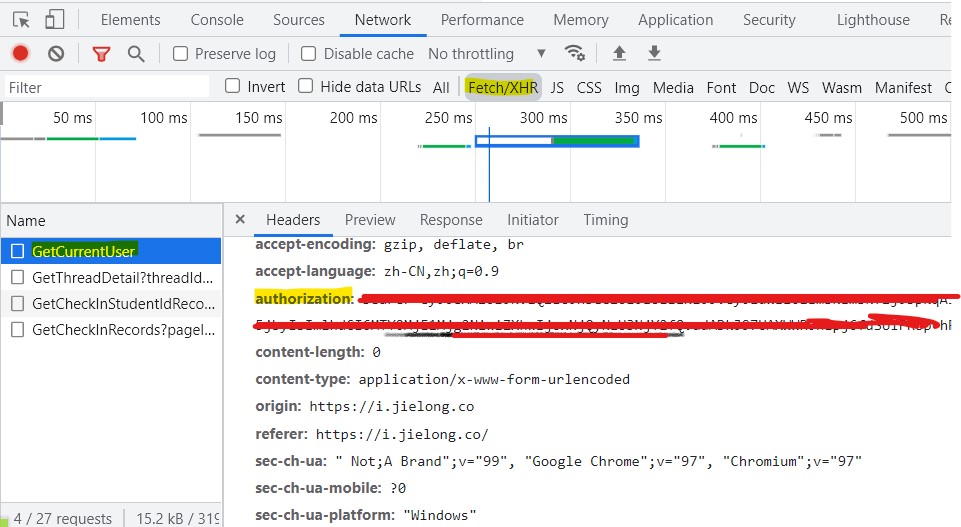 Elements Console Sources Network Performance Memory Application Security Lighthouse
Preserve log Disable cache No throttling
Filter Invert Hide data URLs All Fetch/XHR JS CSS Img Media Font Doc WS Wasm Manifest
50 ms 100 ms 150 ms 200 ms 250 ms 300 ms 350 ms 400 ms 450 ms 500 ms
Name
GetCurrentUser
GetThreadDetail?threadId...
GetCheckInStudentIdReco...
GetCheckInRecords?pageI...
4 / 27 requests 15.2 kB / 319
× Headers Preview Response Initiator Timing
accept-encoding: gzip, deflate, br
accept-language: zh-CN,zh;q=0.9
authorization:
content-length: 0
content-type: application/x-www-form-urlencoded
origin: https://i.jielong.co
referer: https://i.jielong.co/
sec-ch-ua: " Not;A Brand";v="99", "Google Chrome";v="97", "Chromium";v="97"
sec-ch-ua-mobile: ?0
sec-ch-ua-platform: "Windows"